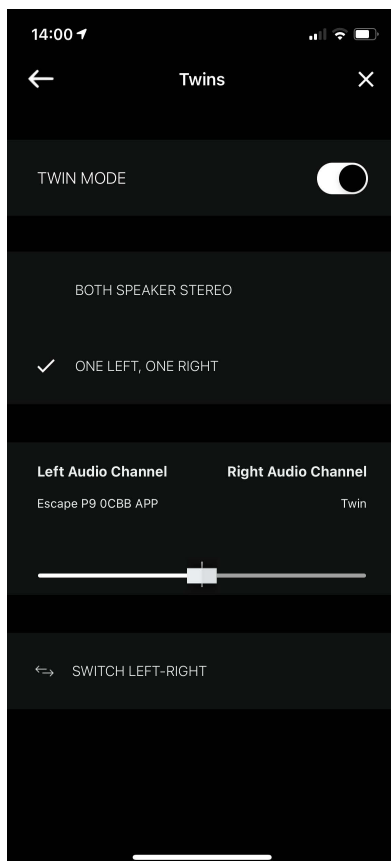 14:00
Twins
TWIN MODE
BOTH SPEAKER STEREO
ONE LEFT, ONE RIGHT
Left Audio Channel Right Audio Channel
Escape P9 0CBB APP Twin
SWITCH LEFT-RIGHT